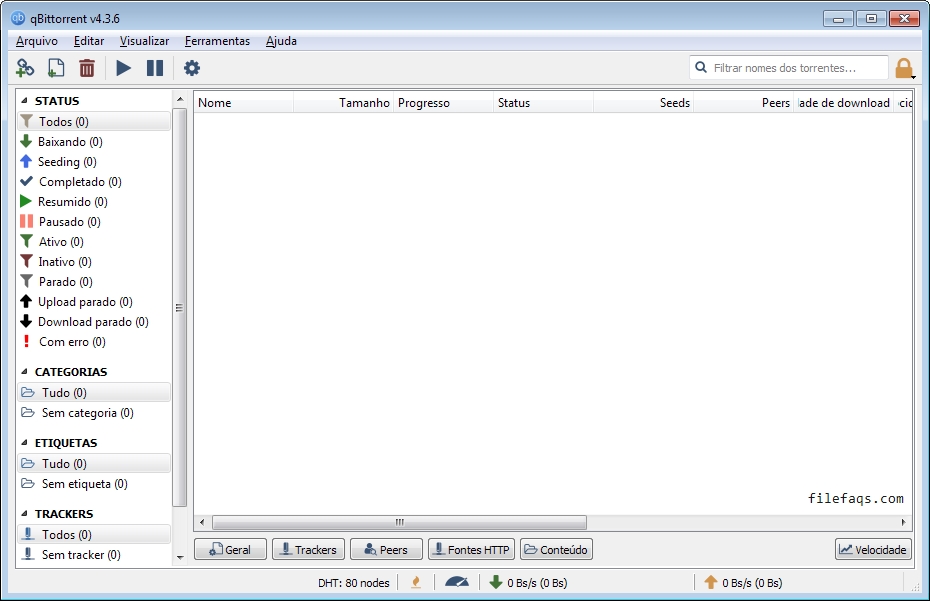 qBittorrent v4.3.6
Arquivo Editar Visualizar Ferramentas Ajuda
Filtrar nomes dos torrentes...
STATUS
Todos (0)
Baixando (0)
Seeding (0)
Completado (0)
Resumido (0)
Pausado (0)
Ativo (0)
Inativo (0)
Parado (0)
Upload parado (0)
Download parado (0)
Com erro (0)
CATEGORIAS
Tudo (0)
Sem categoria (0)
ETIQUETAS
Tudo (0)
Sem etiqueta (0)
TRACKERS
Todos (0)
Sem tracker (0)
Nome Tamanho Progresso Status Seeds Peers ade de download
filefaqs.com
Geral Trackers Peers Fontes HTTP Conteúdo Velocidade
DHT: 80 nodes 0 Bs/s (0 Bs) 0 Bs/s (0 Bs)